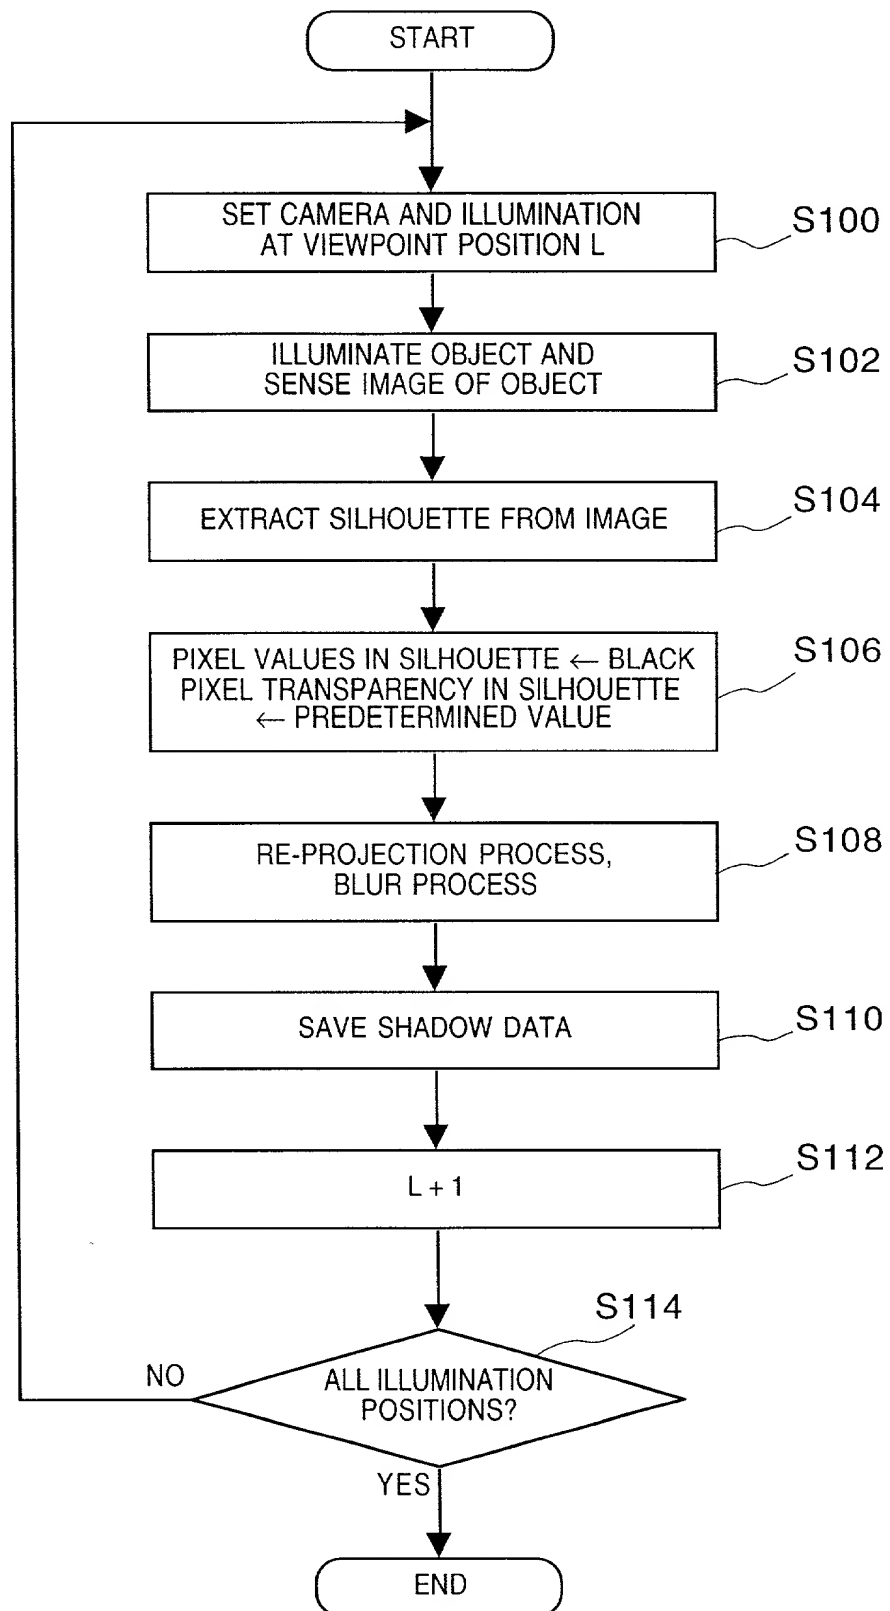 START
SET CAMERA AND ILLUMINATION
AT VIEWPOINT POSITION L
S100
ILLUMINATE OBJECT AND
SENSE IMAGE OF OBJECT
S102
EXTRACT SILHOUETTE FROM IMAGE
S104
PIXEL VALUES IN SILHOUETTE ← BLACK
PIXEL TRANSPARENCY IN SILHOUETTE
← PREDETERMINED VALUE
S106
RE-PROJECTION PROCESS,
BLUR PROCESS
S108
SAVE SHADOW DATA
S110
L + 1
S112
S114
ALL ILLUMINATION
POSITIONS?
NO
YES
END